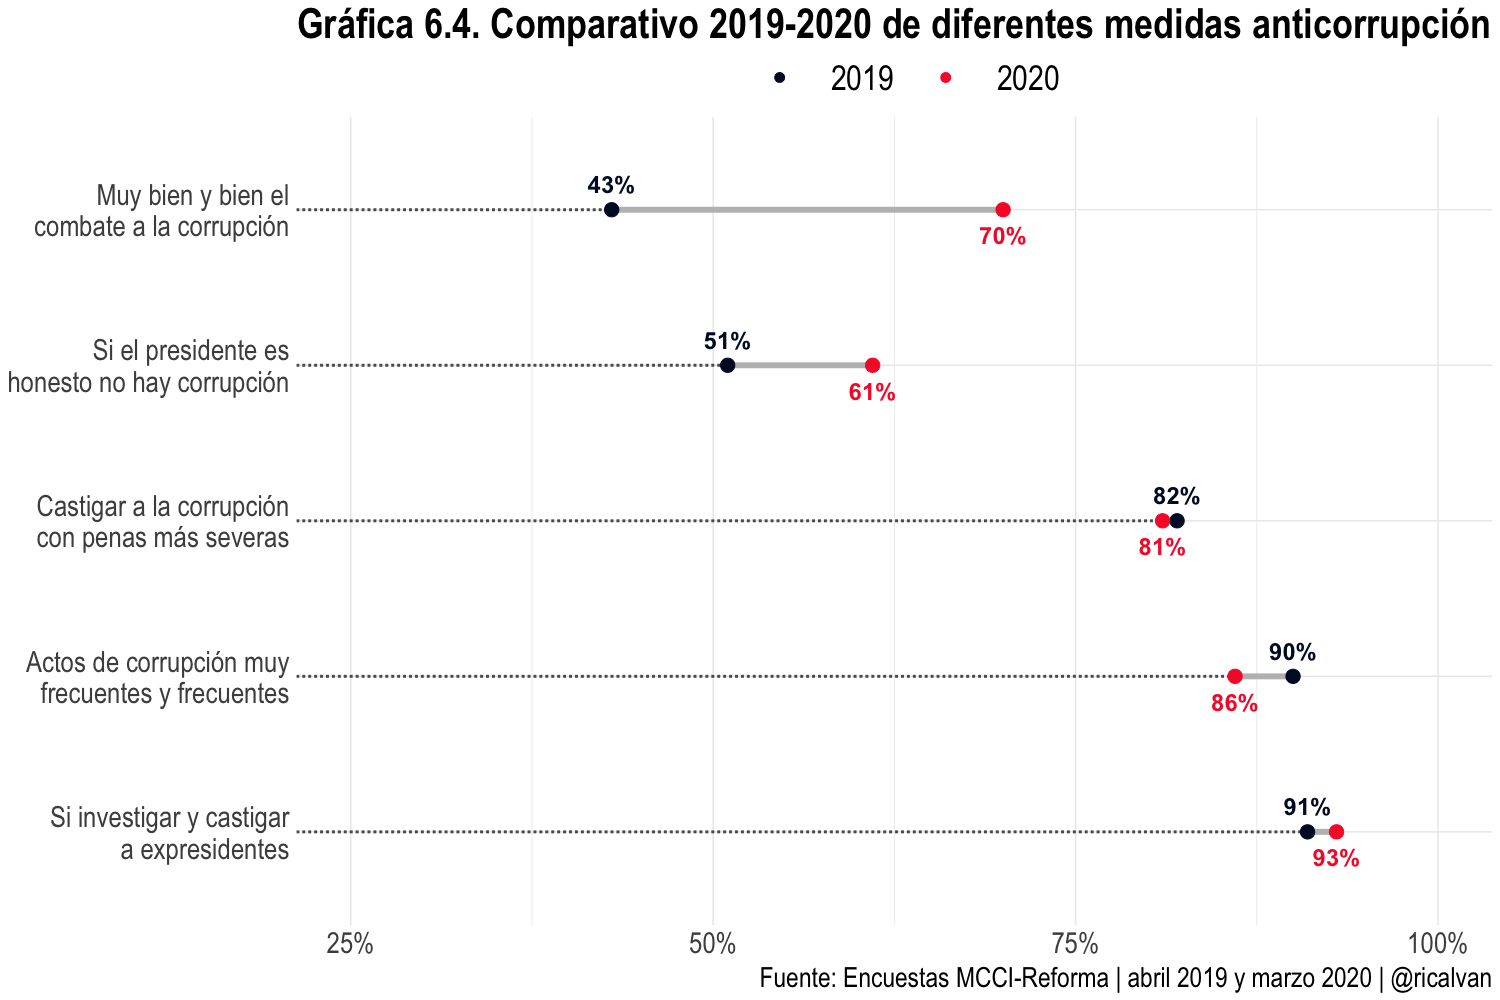 Gráfica 6.4. Comparativo 2019-2020 de diferentes medidas anticorrupción
2019 2020
Muy bien y bien el
combate a la corrupción
43%
70%
Si el presidente es
honesto no hay corrupción
51%
61%
Castigar a la corrupción
con penas más severas
82%
81%
Actos de corrupción muy
frecuentes y frecuentes
90%
86%
Si investigar y castigar
a expresidentes
91%
93%
25% 50% 75% 100%
Fuente: Encuestas MCCI-Reforma | abril 2019 y marzo 2020 | @ricalvan